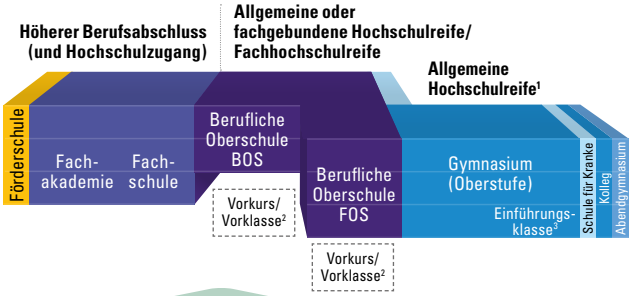 Höherer Berufsabschluss
(und Hochschulzugang)
Allgemeine oder
fachgebundene Hochschulreife/
Fachhochschulreife
Allgemeine
Hochschulreife¹
Förderschule
Fach-
akademie
Fach-
schule
Berufliche
Oberschule
BOS
Vorkurs/
Vorklasse²
Berufliche
Oberschule
FOS
Vorkurs/
Vorklasse²
Gymnasium
(Oberstufe)
Einführungs-
klasse³
Schule für Kranke
Kolleg
Abendgymnasium